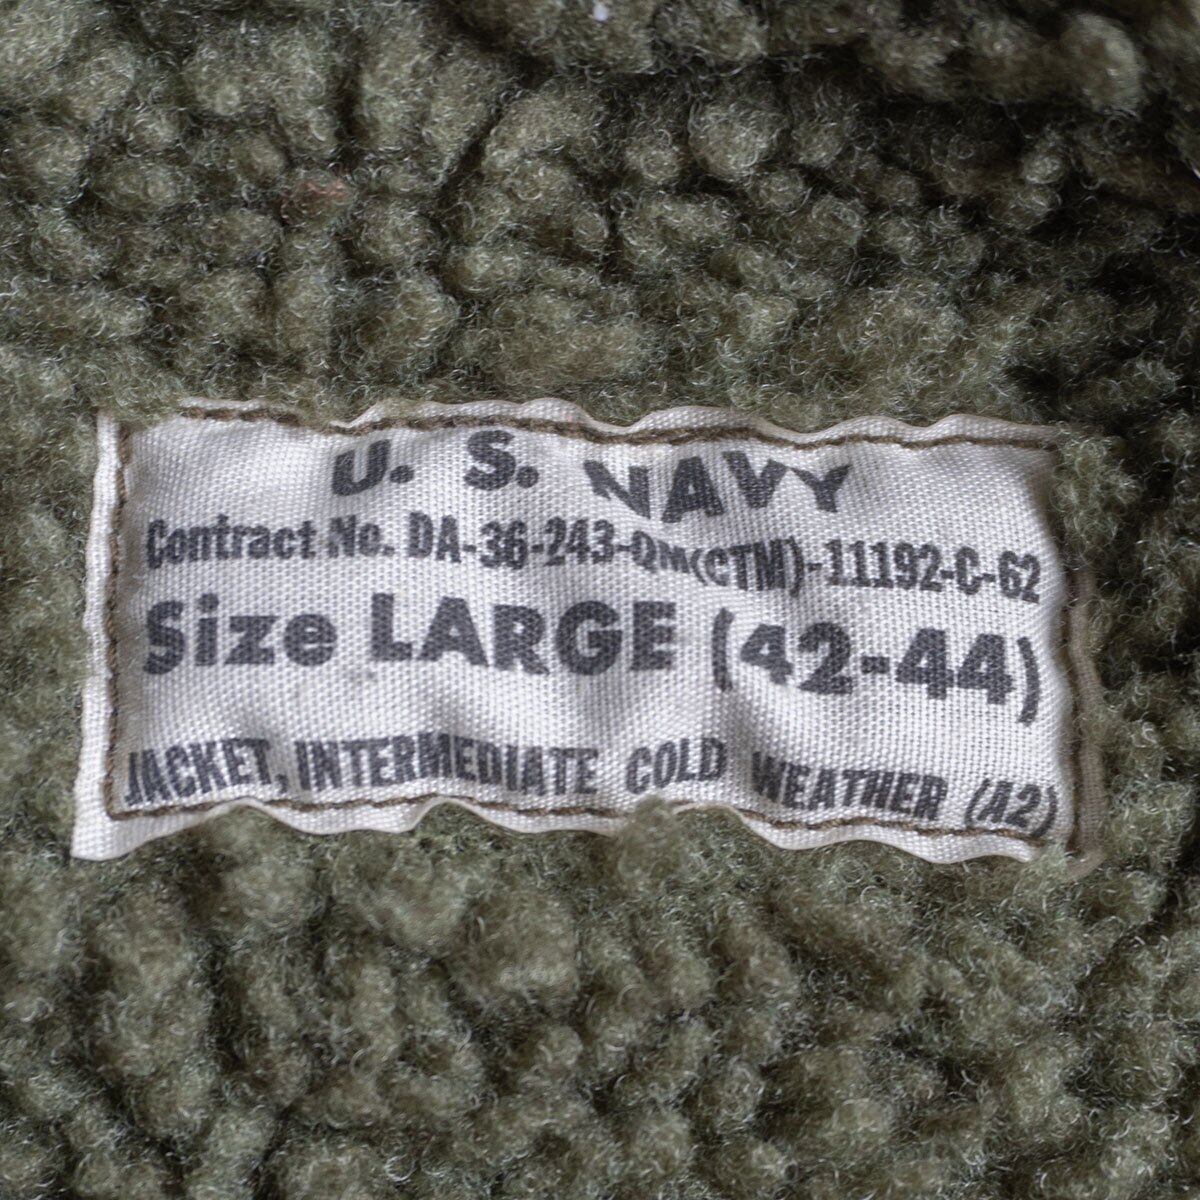 U. S. NAVY
Contract No. DA-36-243-QM(CTM)-11192-C-62
Size LARGE (42-44)
JACKET, INTERMEDIATE COLD WEATHER (A2)